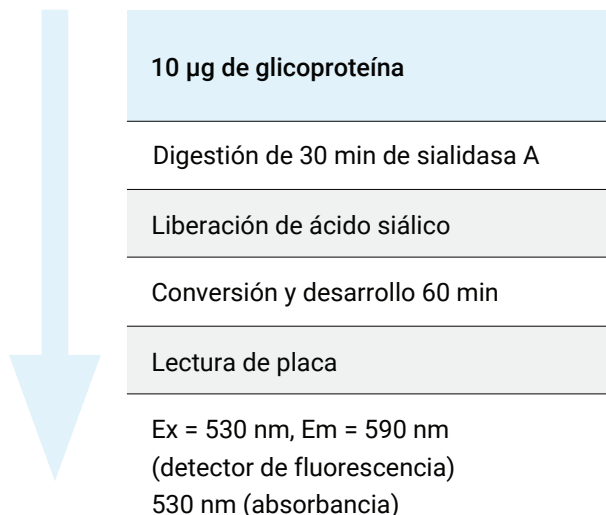 10 µg de glicoproteína
Digestión de 30 min de sialidasa A
Liberación de ácido siálico
Conversión y desarrollo 60 min
Lectura de placa
Ex = 530 nm, Em = 590 nm
(detector de fluorescencia)
530 nm (absorbancia)